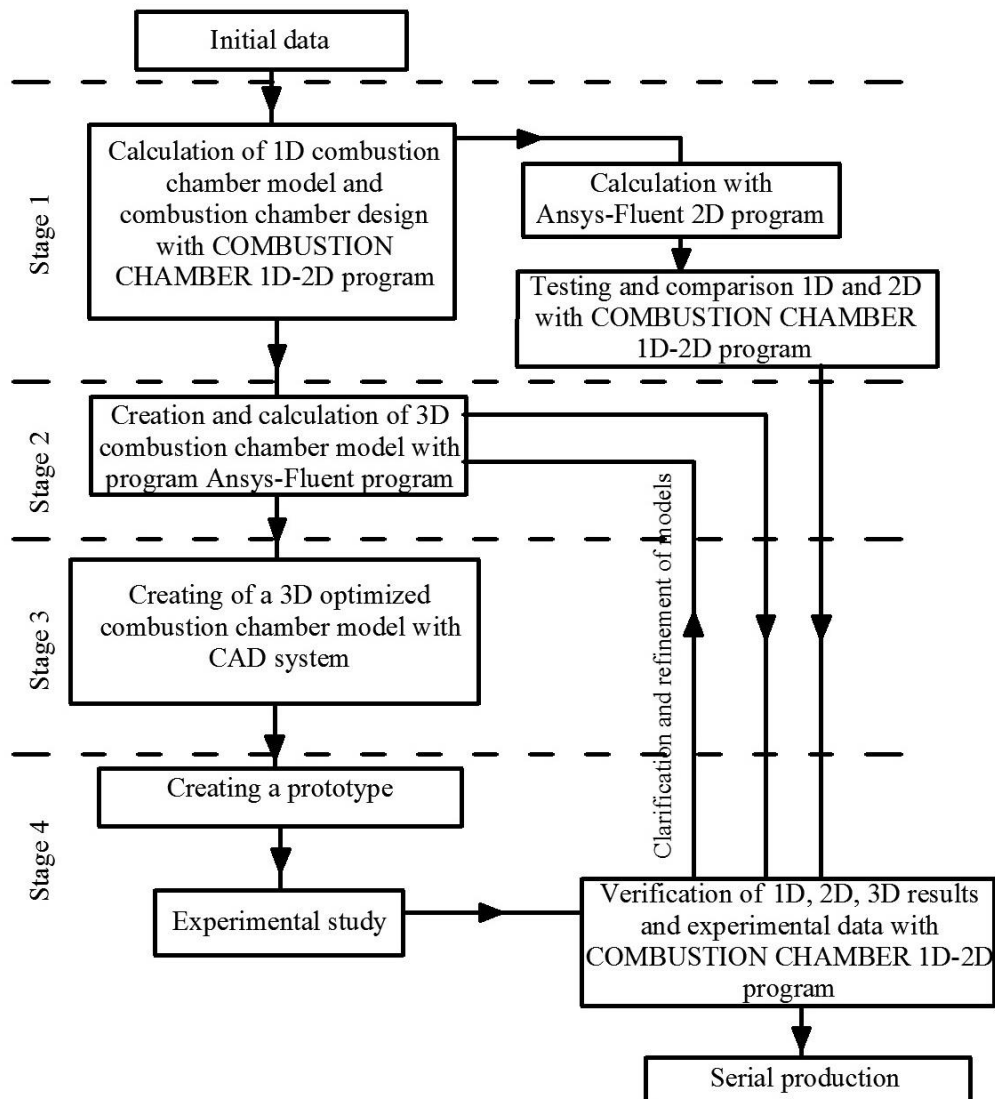 Initial data
Stage 1
Calculation of 1D combustion
chamber model and
combustion chamber design
with COMBUSTION
CHAMBER 1D-2D program
Calculation with
Ansys-Fluent 2D program
Testing and comparison 1D and 2D
with COMBUSTION CHAMBER
1D-2D program
Stage 2
Creation and calculation of 3D
combustion chamber model with
program Ansys-Fluent program
Clarification and refinement of models
Stage 3
Creating of a 3D optimized
combustion chamber model with
CAD system
Stage 4
Creating a prototype
Experimental study
Verification of 1D, 2D, 3D results
and experimental data with
COMBUSTION CHAMBER 1D-2D
program
Serial production